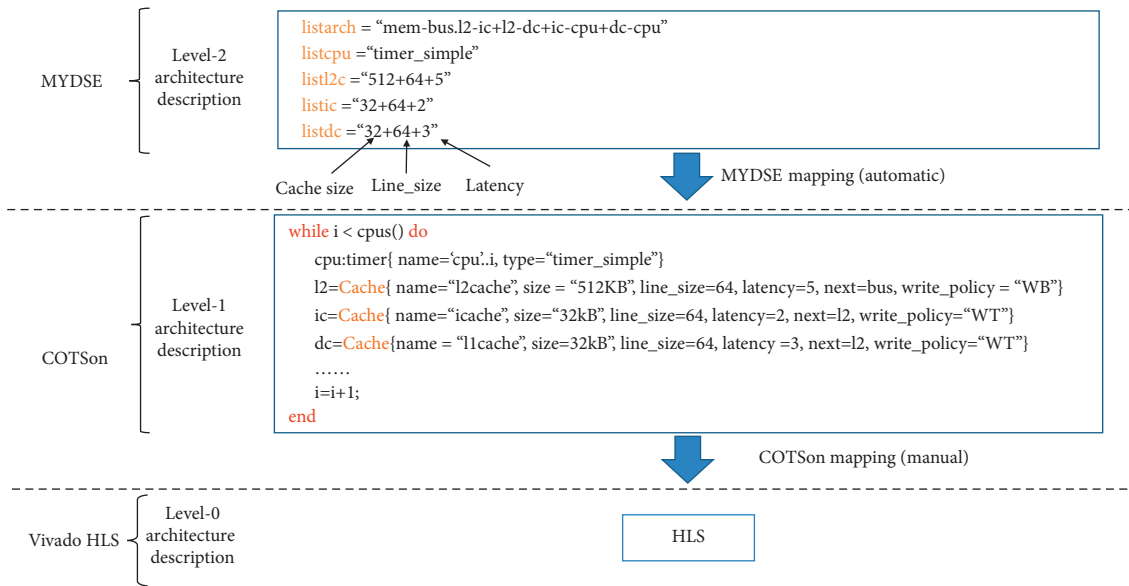 MYDSE
Level-2
architecture
description
listarch = “mem-bus.l2-ic+l2-dc+ic-cpu+dc-cpu”
listcpu =“timer_simple”
listl2c =“512+64+5”
listic =“32+64+2”
listdc =“32+64+3”
Cache size
Line_size
Latency
MYDSE mapping (automatic)
COTSon
Level-1
architecture
description
while i < cpus() do
cpu:timer{ name=‘cpu’..i, type=“timer_simple”}
l2=Cache{ name=“l2cache”, size = “512KB”, line_size=64, latency=5, next=bus, write_policy = “WB”}
ic=Cache{ name=“icache”, size=“32kB”, line_size=64, latency=2, next=l2, write_policy=“WT”}
dc=Cache{name = “l1cache”, size=32kB”, line_size=64, latency =3, next=l2, write_policy=“WT”}
……
i=i+1;
end
COTSon mapping (manual)
Vivado HLS
Level-0
architecture
description
HLS